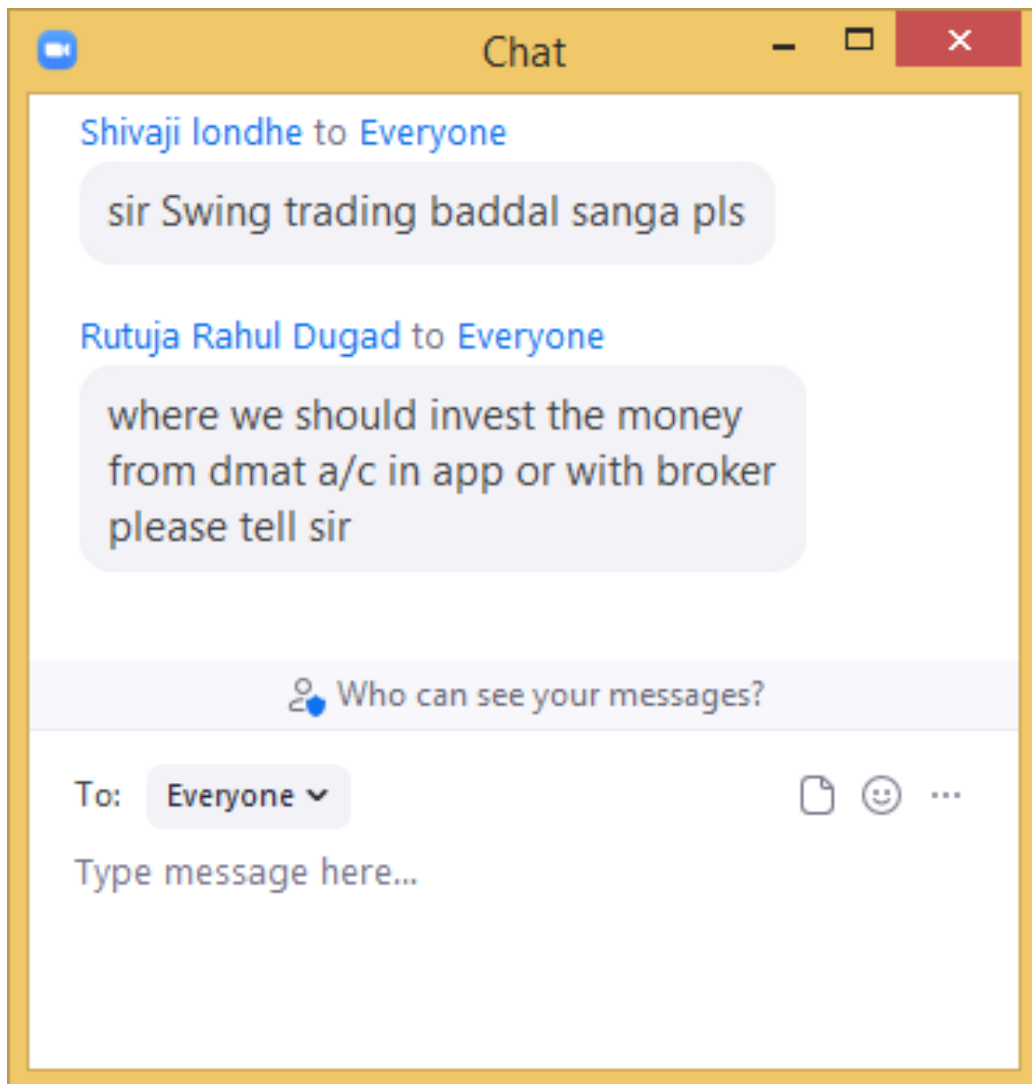 Chat
Shivaji londhe to Everyone
sir Swing trading baddal sanga pls
Rutuja Rahul Dugad to Everyone
where we should invest the money
from dmat a/c in app or with broker
please tell sir
Who can see your messages?
To: Everyone
Type message here...